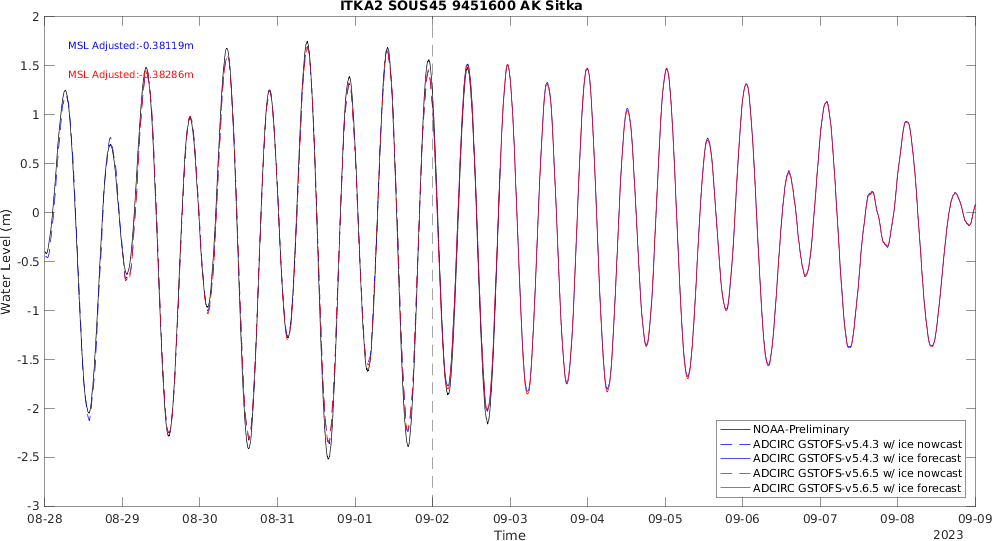 ITKA2 SOUS45 9451600 AK Sitka
MSL Adjusted:-0.38119m
MSL Adjusted:-0.38286m
2
1.5
1
0.5
0
-0.5
-1
-1.5
-2
-2.5
-3
Water Level (m)
NOAA-Preliminary
ADCIRC GSTOFS-v5.4.3 w/ ice nowcast
ADCIRC GSTOFS-v5.4.3 w/ ice forecast
ADCIRC GSTOFS-v5.6.5 w/ ice nowcast
ADCIRC GSTOFS-v5.6.5 w/ ice forecast
08-28 08-29 08-30 08-31 09-01 09-02 09-03 09-04 09-05 09-06 09-07 09-08 09-09
Time
2023